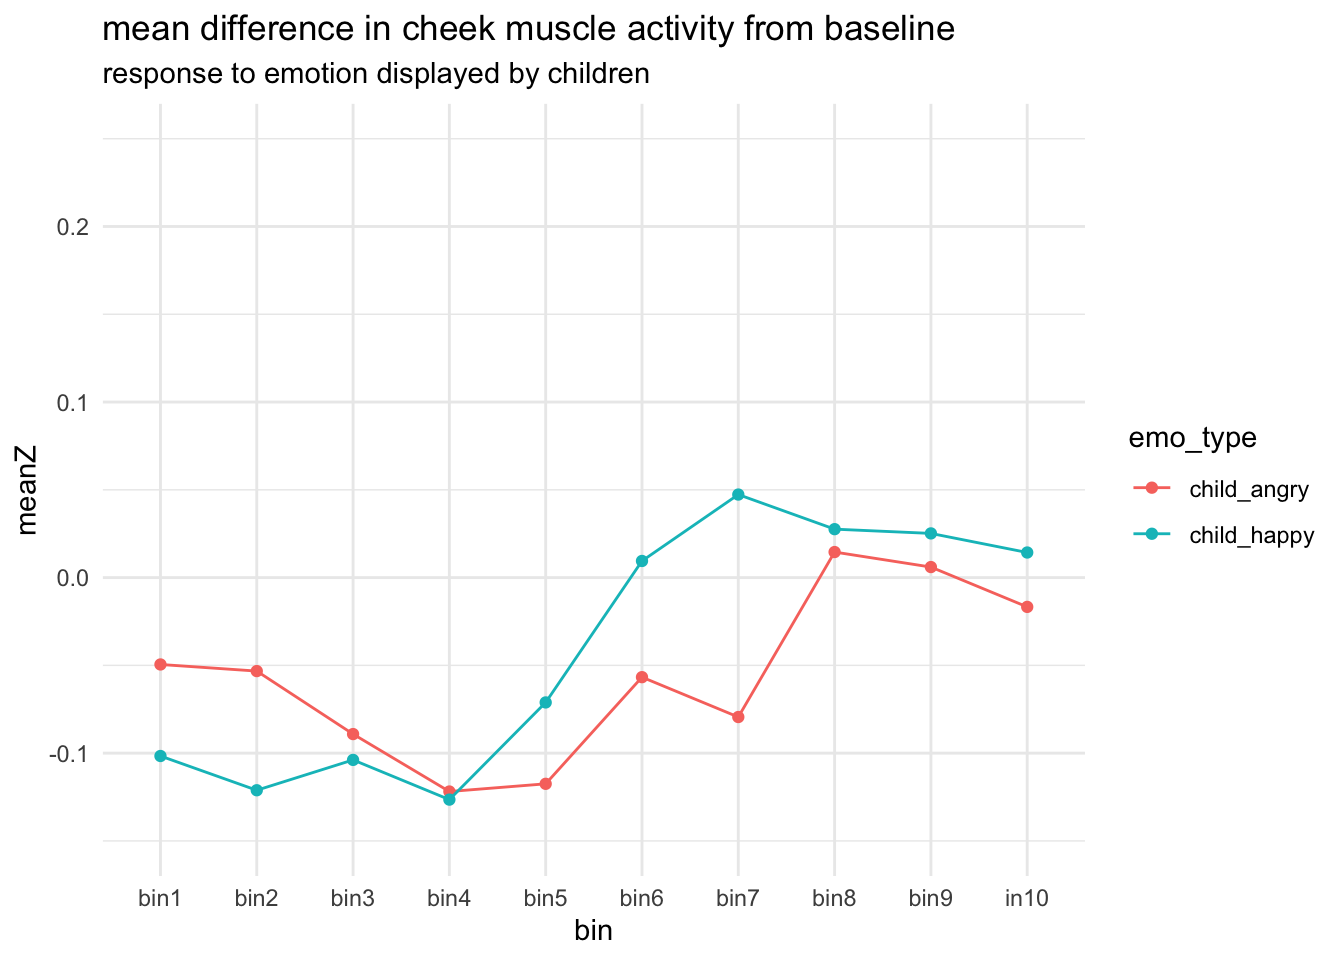 mean difference in cheek muscle activity from baseline
response to emotion displayed by children
meanZ
0.2
0.1
0.0
-0.1
bin1 bin2 bin3 bin4 bin5 bin6 bin7 bin8 bin9 in10
bin
emo_type
child_angry
child_happy